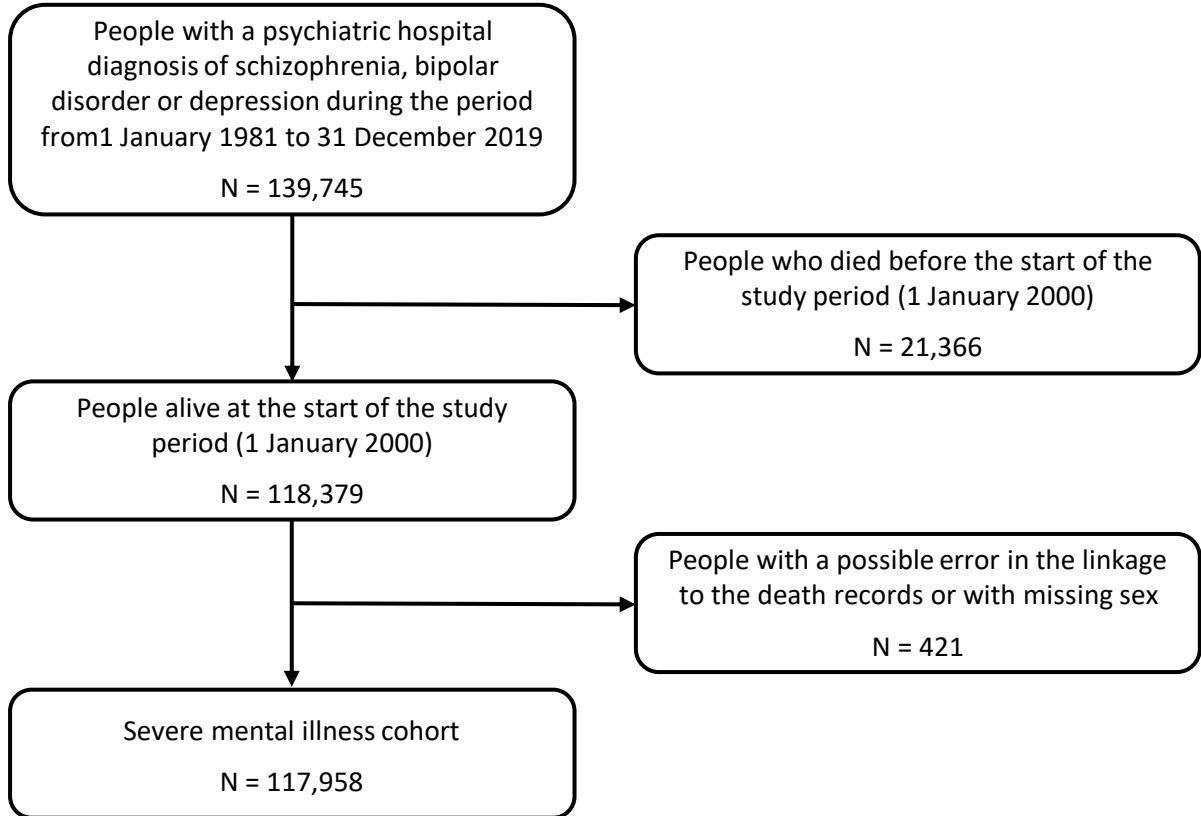 People with a psychiatric hospital
diagnosis of schizophrenia, bipolar
disorder or depression during the period
from1 January 1981 to 31 December 2019
N = 139,745
People who died before the start of the
study period (1 January 2000)
N = 21,366
People alive at the start of the study
period (1 January 2000)
N = 118,379
People with a possible error in the linkage
to the death records or with missing sex
N = 421
Severe mental illness cohort
N = 117,958